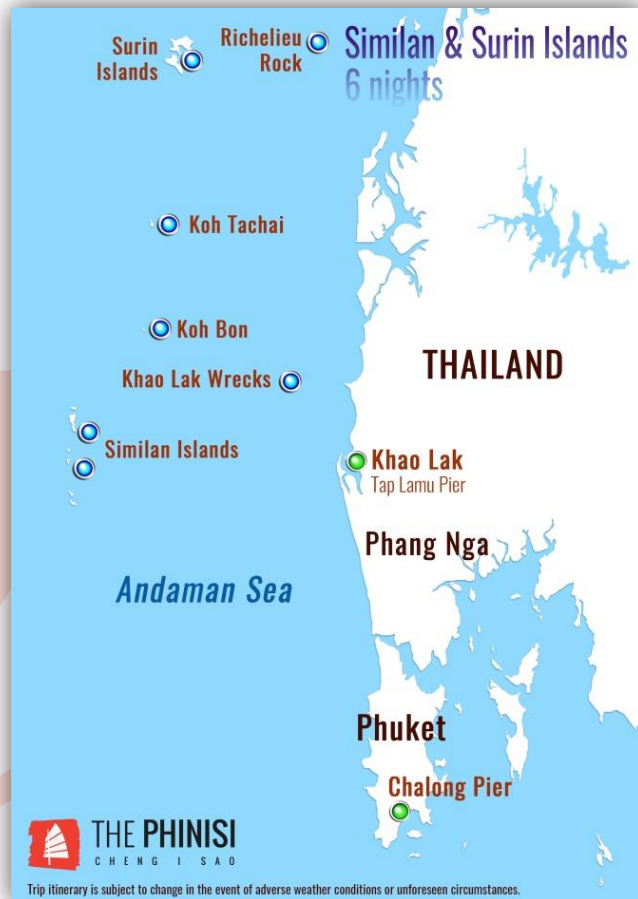 Similan & Surin Islands
6 nights
Surin
Islands
Richelieu
Rock
Koh Tachai
Koh Bon
Khao Lak Wrecks
THAILAND
Similan Islands
Khao Lak
Tap Lamu Pier
Phang Nga
Andaman Sea
Phuket
Chalong Pier
THE PHINISI
CHENG I SAO
Trip itinerary is subject to change in the event of adverse weather conditions or unforeseen circumstances.